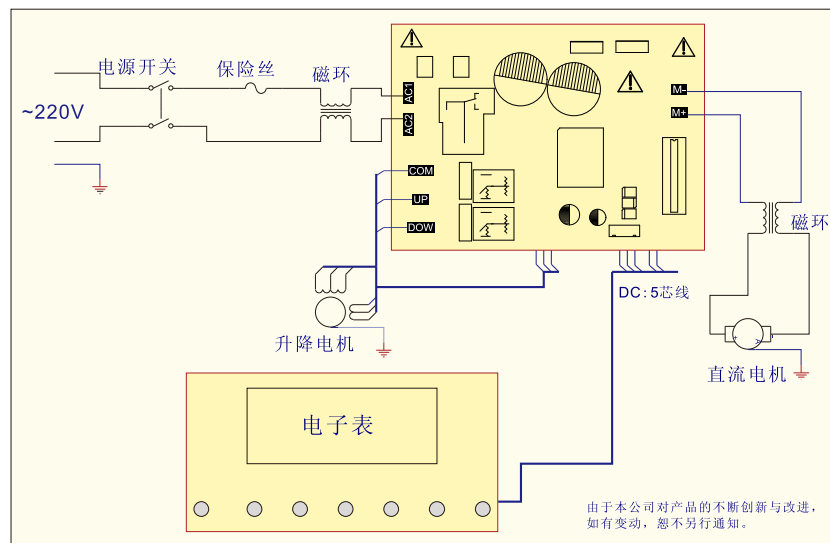 电源开关
保险丝
磁环
~220V
AC1
AC2
M-
M+
COM
UP
DOW
磁环
DC:5芯线
升降电机
直流电机
电子表
由于本公司对产品的不断创新与改进，
如有变动，恕不另行通知。